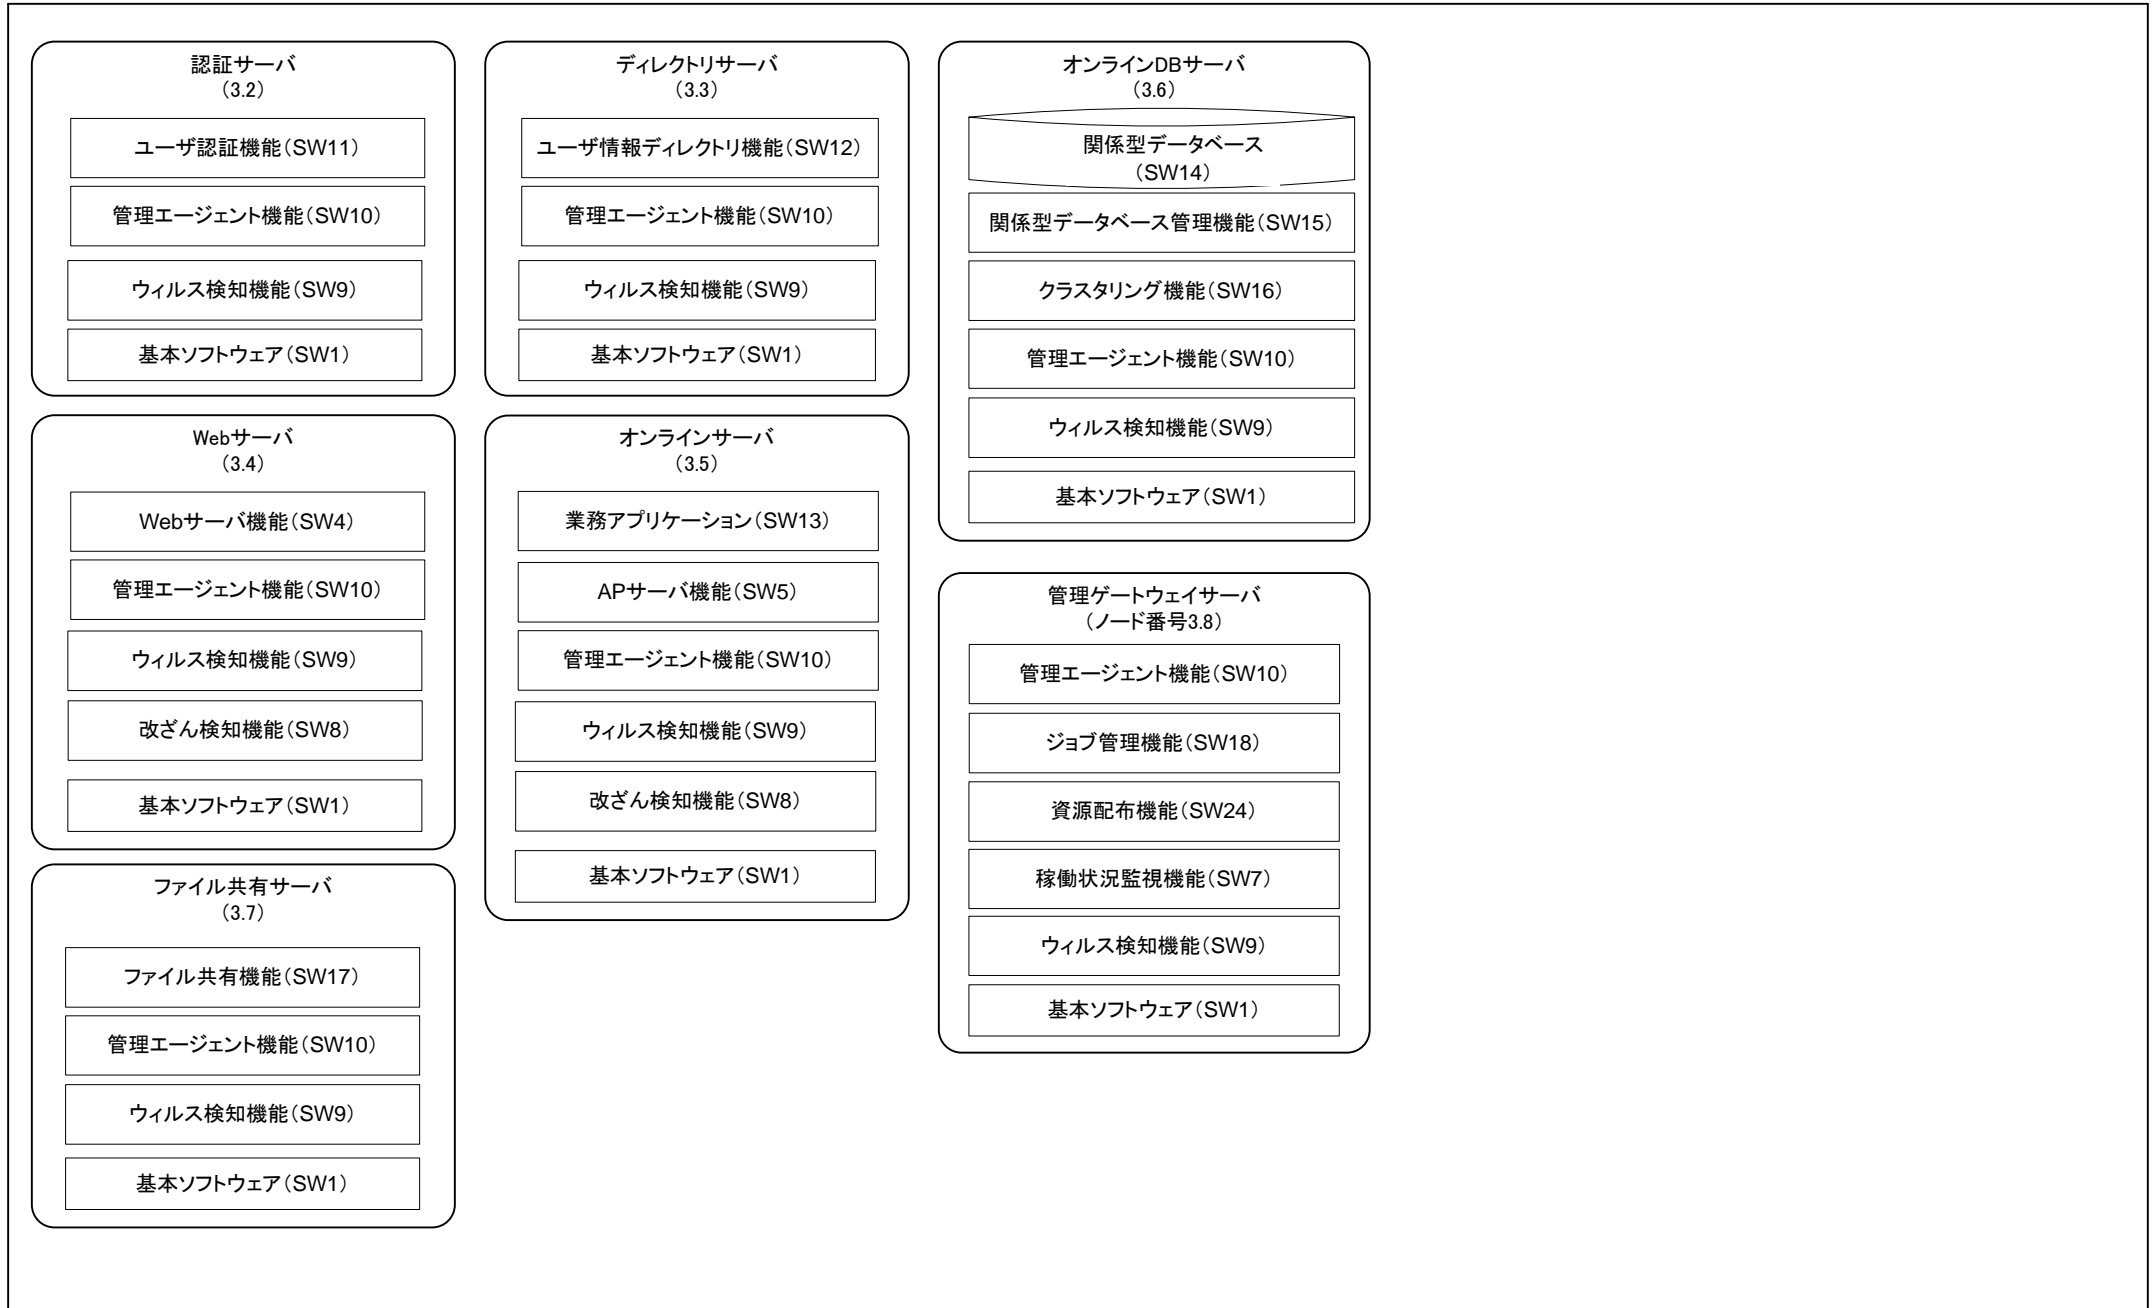 認証サーバ
（3.2）
ユーザ認証機能（SW11）
管理エージェント機能（SW10）
ウィルス検知機能（SW9）
基本ソフトウェア（SW1）
ディレクトリサーバ
（3.3）
ユーザ情報ディレクトリ機能（SW12）
管理エージェント機能（SW10）
ウィルス検知機能（SW9）
基本ソフトウェア（SW1）
オンラインDBサーバ
（3.6）
関係型データベース
（SW14）
関係型データベース管理機能（SW15）
クラスタリング機能（SW16）
管理エージェント機能（SW10）
ウィルス検知機能（SW9）
基本ソフトウェア（SW1）
Webサーバ
（3.4）
Webサーバ機能（SW4）
管理エージェント機能（SW10）
ウィルス検知機能（SW9）
改ざん検知機能（SW8）
基本ソフトウェア（SW1）
オンラインサーバ
（3.5）
業務アプリケーション（SW13）
APサーバ機能（SW5）
管理エージェント機能（SW10）
ウィルス検知機能（SW9）
改ざん検知機能（SW8）
基本ソフトウェア（SW1）
管理ゲートウェイサーバ
（ノード番号3.8）
管理エージェント機能（SW10）
ジョブ管理機能（SW18）
資源配布機能（SW24）
稼働状況監視機能（SW7）
ウィルス検知機能（SW9）
基本ソフトウェア（SW1）
ファイル共有サーバ
（3.7）
ファイル共有機能（SW17）
管理エージェント機能（SW10）
ウィルス検知機能（SW9）
基本ソフトウェア（SW1）